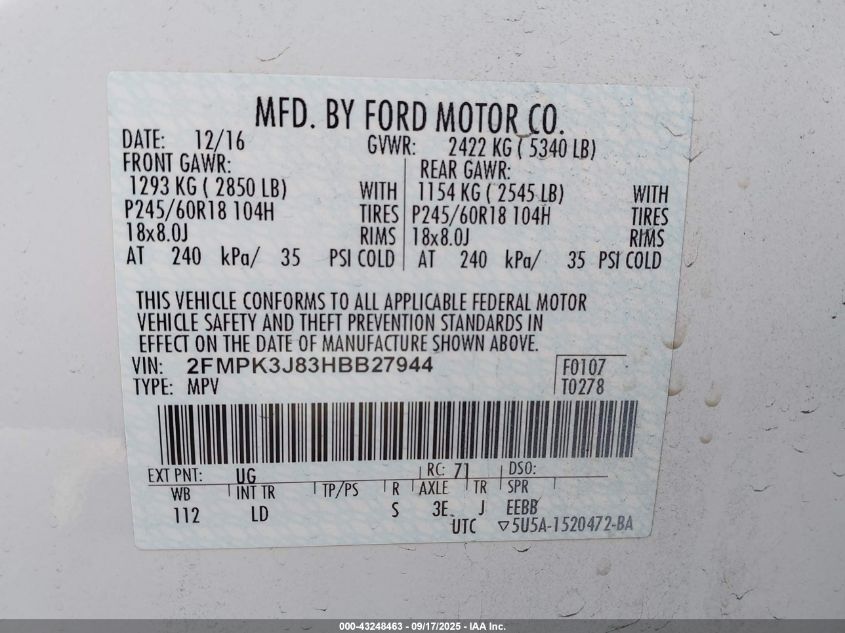 MFD. BY FORD MOTOR CO.
DATE: 12/16 GVWR: 2422 KG ( 5340 LB)
FRONT GAWR: REAR GAWR:
1293 KG ( 2850 LB) WITH 1154 KG ( 2545 LB) WITH
P245/60R18 104H TIRES P245/60R18 104H TIRES
18x8.0J RIMS 18x8.0J RIMS
AT 240 kPa/ 35 PSI COLD AT 240 kPa/ 35 PSI COLD
THIS VEHICLE CONFORMS TO ALL APPLICABLE FEDERAL MOTOR
VEHICLE SAFETY AND THEFT PREVENTION STANDARDS IN
EFFECT ON THE DATE OF MANUFACTURE SHOWN ABOVE.
VIN: 2FMPK3J83HBB27944 F0107
TYPE: MPV T0278
EXT PNT: UG RC: 71 DSO:
WB INT TR TP/PS R AXLE TR SPR
112 LD S 3E J EEBB
UTC ▽5U5A-1520472-BA
000-43248463 - 09/17/2025 - IAA Inc.